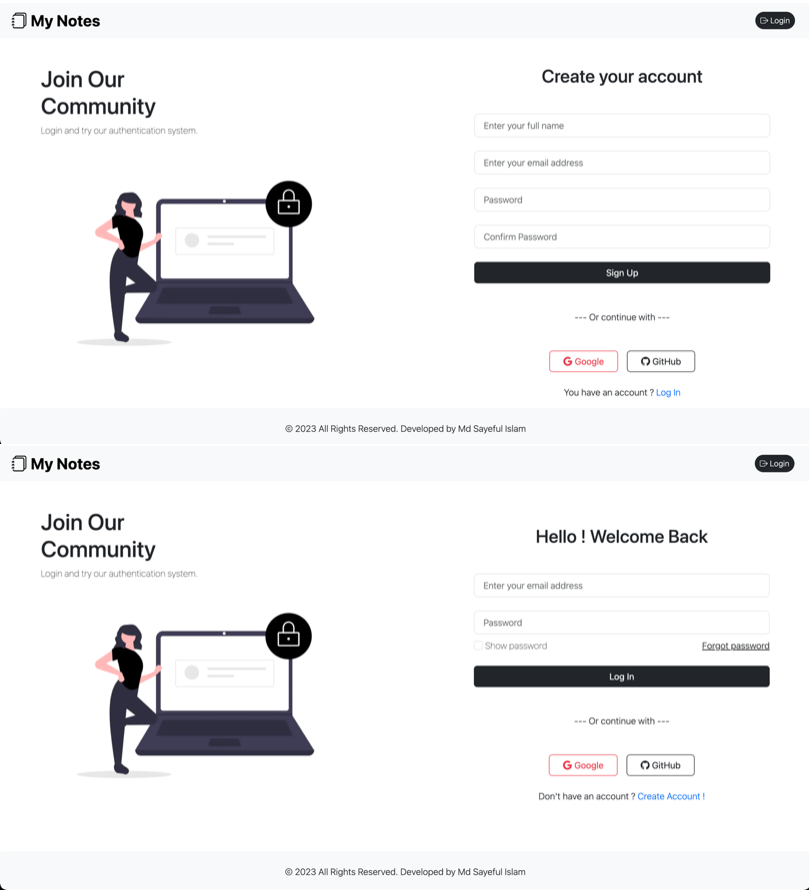 My Notes
Login
Join Our
Community
Login and try our authentication system.
Create your account
Enter your full name
Enter your email address
Password
Confirm Password
Sign Up
--- Or continue with ---
Google
GitHub
You have an account ? Log In
© 2023 All Rights Reserved. Developed by Md Sayeful Islam
My Notes
Login
Join Our
Community
Login and try our authentication system.
Hello ! Welcome Back
Enter your email address
Password
Show password
Forgot password
Log In
--- Or continue with ---
Google
GitHub
Don't have an account ? Create Account !
© 2023 All Rights Reserved. Developed by Md Sayeful Islam